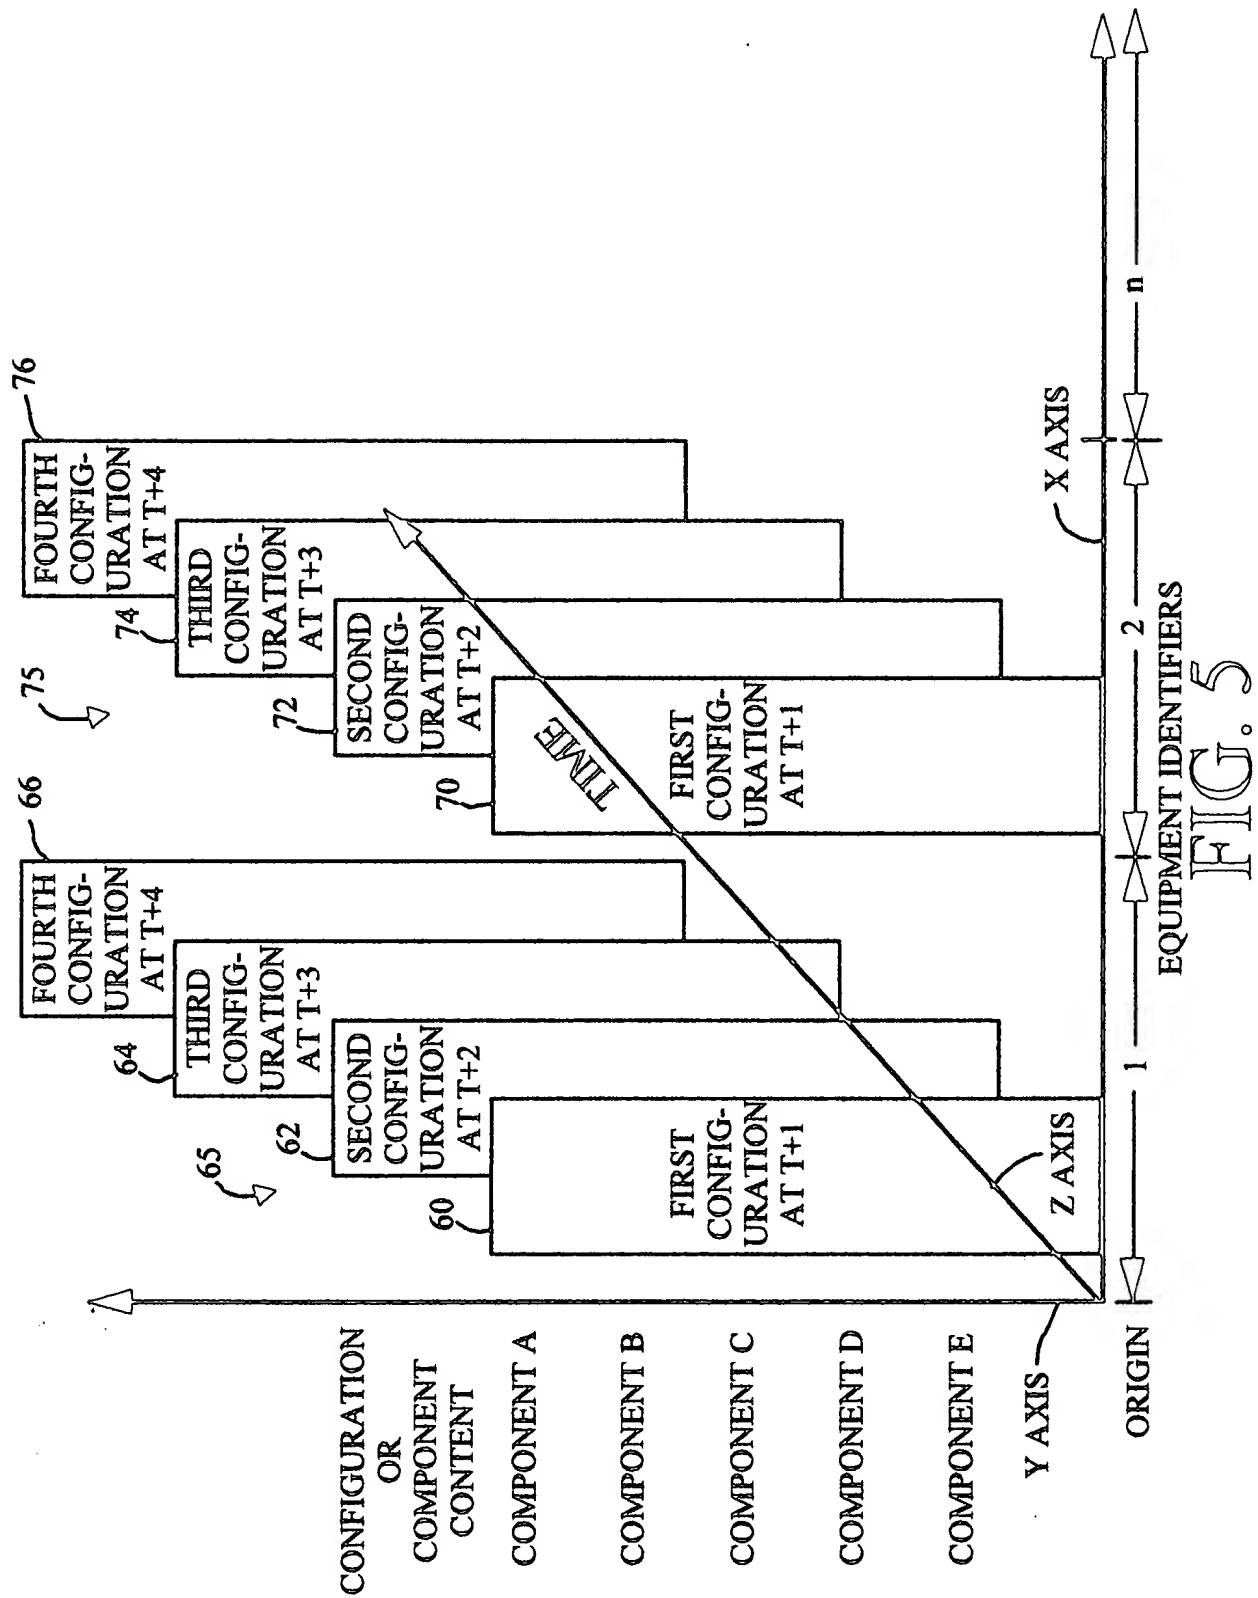 CONFIGURATION
OR
COMPONENT
CONTENT
COMPONENT A
COMPONENT B
COMPONENT C
COMPONENT D
COMPONENT E
Y AXIS
ORIGIN
65
60
FIRST
CONFIG-
URATION
AT T+1
62
SECOND
CONFIG-
URATION
AT T+2
64
THIRD
CONFIG-
URATION
AT T+3
66
FOURTH
CONFIG-
URATION
AT T+4
Z AXIS
TIME
75
70
FIRST
CONFIG-
URATION
AT T+1
72
SECOND
CONFIG-
URATION
AT T+2
74
THIRD
CONFIG-
URATION
AT T+3
76
FOURTH
CONFIG-
URATION
AT T+4
X AXIS
1
2
n
EQUIPMENT IDENTIFIERS
FIG. 5